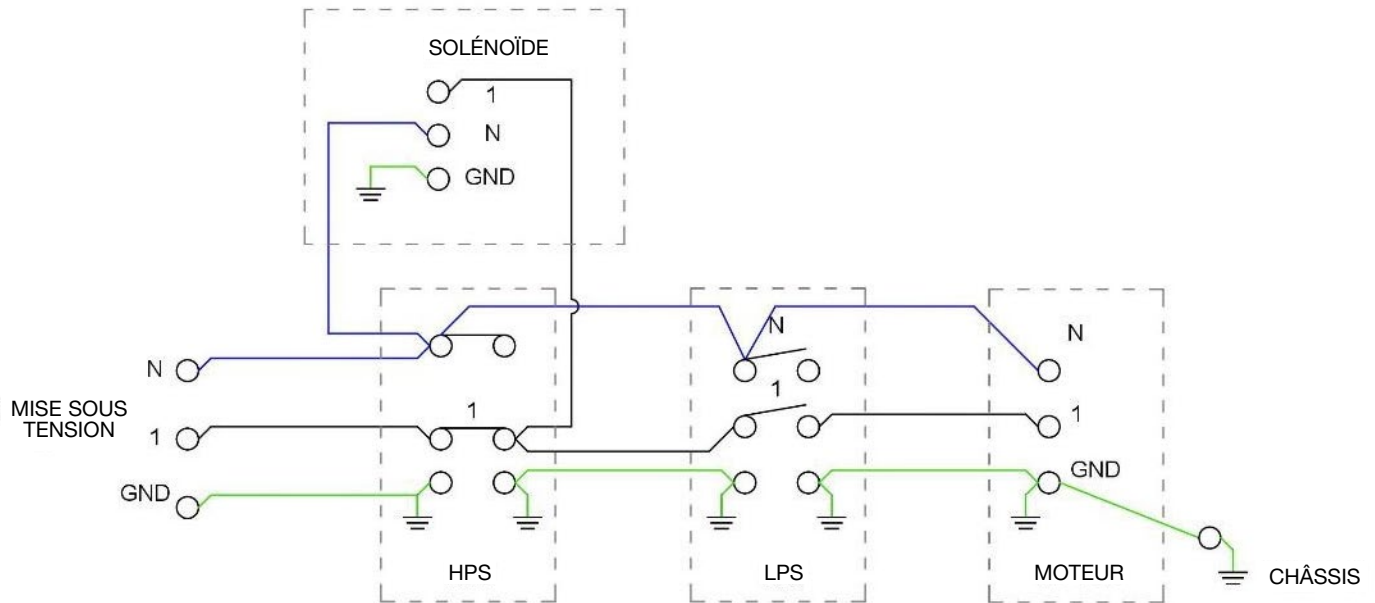 SOLÉNOÏDE
1
N
GND
N
MISE SOUS
TENSION
1
GND
1
HPS
N
1
LPS
N
1
GND
MOTEUR
CHÂSSIS